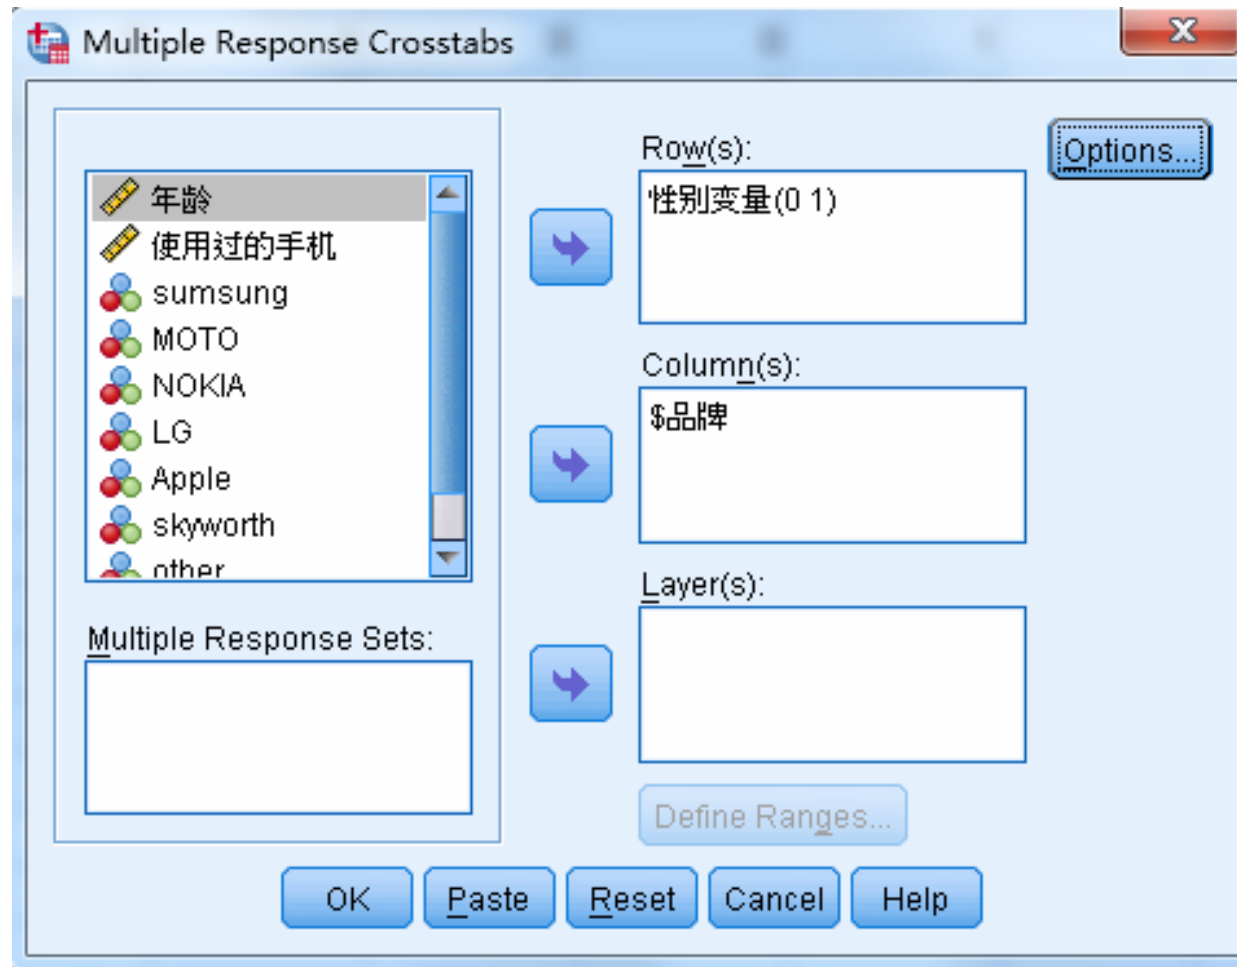 Multiple Response Crosstabs
年龄
使用过的手机
sumsung
MOTO
NOKIA
LG
Apple
skyworth
other
Multiple Response Sets:
Row(s):
性别变量(0 1)
Column(s):
$品牌
Layer(s):
Define Ranges...
Options...
OK
Paste
Reset
Cancel
Help